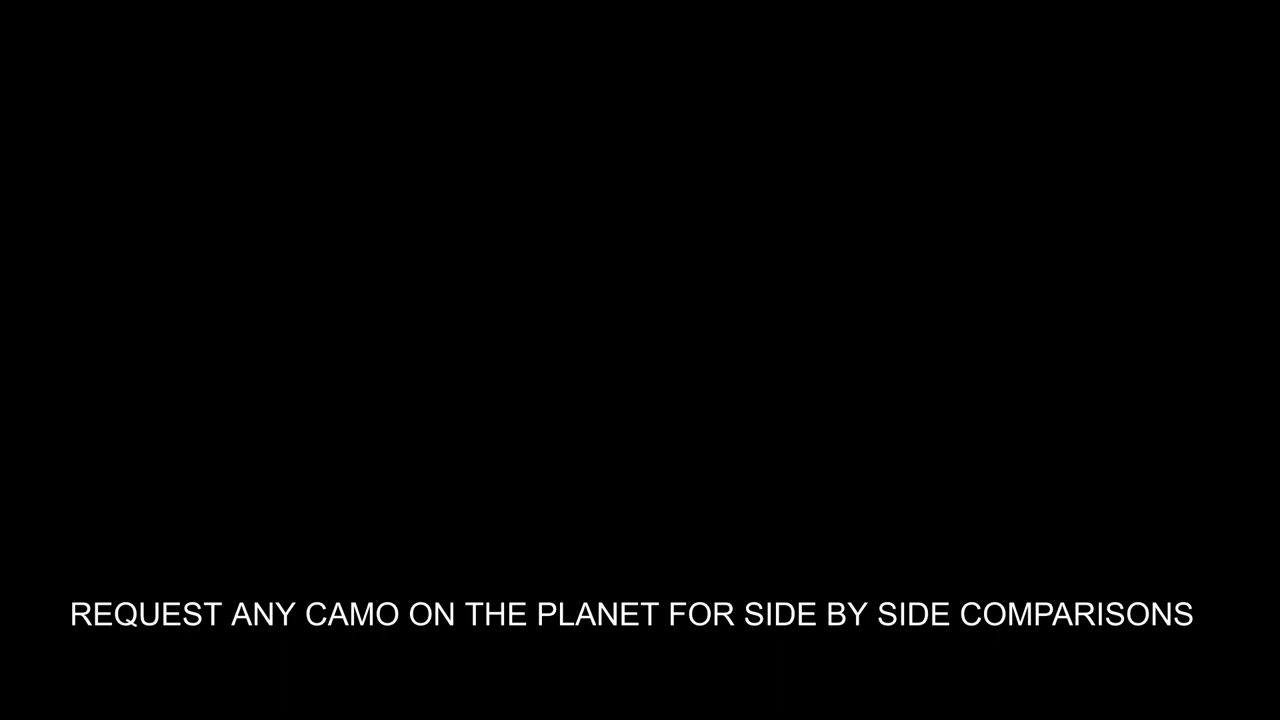 REQUEST ANY CAMO ON THE PLANET FOR SIDE BY SIDE COMPARISONS